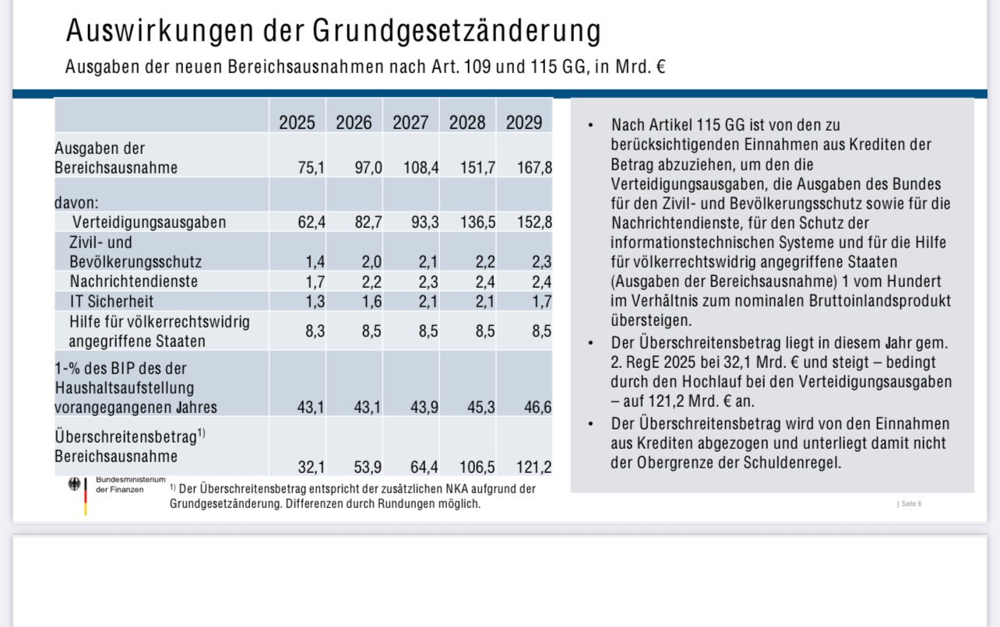 Auswirkungen der Grundgesetzänderung
Ausgaben der neuen Bereichsausnahmen nach Art. 109 und 115 GG, in Mrd. €
2025 2026 2027 2028 2029
Ausgaben der
Bereichsausnahme 75,1 97,0 108,4 151,7 167,8
davon:
Verteidigungsausgaben 62,4 82,7 93,3 136,5 152,8
Zivil- und
Bevölkerungsschutz 1,4 2,0 2,1 2,2 2,3
Nachrichtendienste 1,7 2,2 2,3 2,4 2,4
IT Sicherheit 1,3 1,6 2,1 2,1 1,7
Hilfe für völkerrechtswidrig
angegriffene Staaten 8,3 8,5 8,5 8,5 8,5
1-% des BIP des der
Haushaltsaufstellung
vorangegangenen Jahres 43,1 43,1 43,9 45,3 46,6
Überschreitensbetrag1)
Bereichsausnahme 32,1 53,9 64,4 106,5 121,2
Bundesministerium
der Finanzen
1) Der Überschreitensbetrag entspricht der zusätzlichen NKA aufgrund der
Grundgesetzänderung. Differenzen durch Rundungen möglich.
• Nach Artikel 115 GG ist von den zu
berücksichtigenden Einnahmen aus Krediten der
Betrag abzuziehen, um den die
Verteidigungsausgaben, die Ausgaben des Bundes
für den Zivil- und Bevölkerungsschutz sowie für die
Nachrichtendienste, für den Schutz der
informationstechnischen Systeme und für die Hilfe
für völkerrechtswidrig angegriffene Staaten
(Ausgaben der Bereichsausnahme) 1 vom Hundert
im Verhältnis zum nominalen Bruttoinlandsprodukt
übersteigen.
• Der Überschreitensbetrag liegt in diesem Jahr gem.
2. RegE 2025 bei 32,1 Mrd. € und steigt – bedingt
durch den Hochlauf bei den Verteidigungsausgaben
– auf 121,2 Mrd. € an.
• Der Überschreitensbetrag wird von den Einnahmen
aus Krediten abgezogen und unterliegt damit nicht
der Obergrenze der Schuldenregel.
| Seite 6